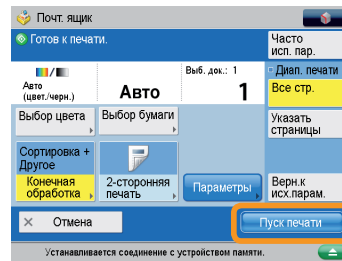 Почт. ящик
Готов к печати.
Часто
исп. пар.
Выб. док.: 1
Диап. печати
Авто
(цвет./черн.)
Авто
1
Все стр.
Выбор цвета
Выбор бумаги
Указать
страницы
Сортировка +
Другое
Конечная
обработка
2-сторонняя
печать
Параметры
Верн.к
исх.парам.
× Отмена
Пуск печати
Устанавливается соединение с устройством памяти.